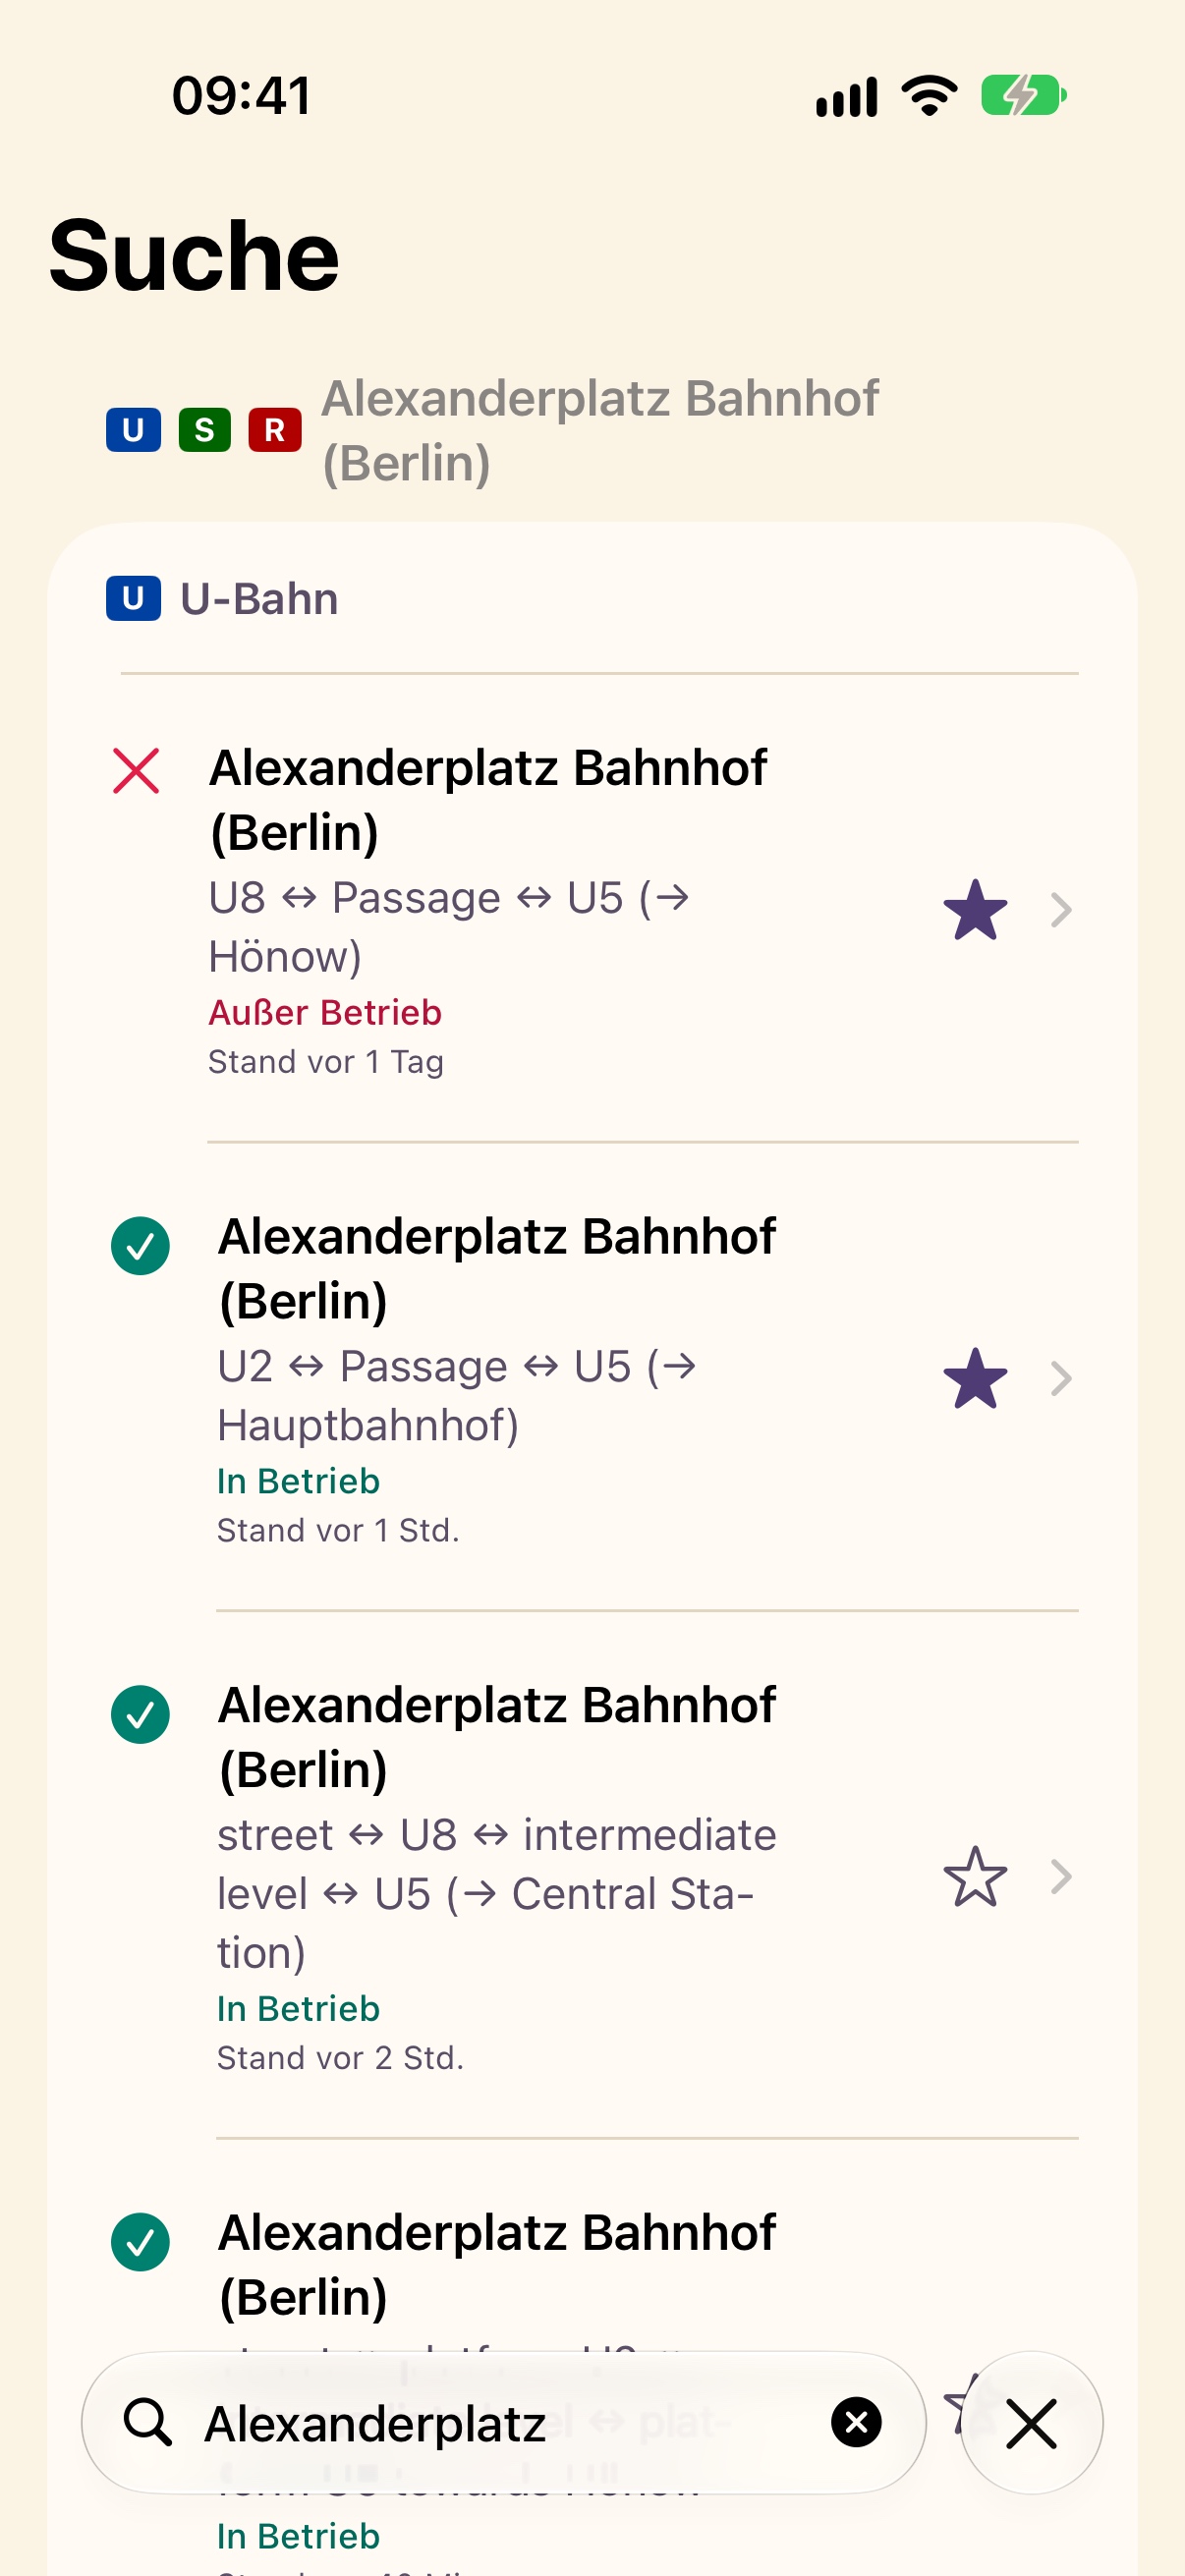 09:41
Suche
U S R Alexanderplatz Bahnhof
(Berlin)
U U-Bahn
Alexanderplatz Bahnhof
(Berlin)
U8 ↔ Passage ↔ U5 (→
Hönow)
Außer Betrieb
Stand vor 1 Tag
Alexanderplatz Bahnhof
(Berlin)
U2 ↔ Passage ↔ U5 (→
Hauptbahnhof)
In Betrieb
Stand vor 1 Std.
Alexanderplatz Bahnhof
(Berlin)
street ↔ U8 ↔ intermediate
level ↔ U5 (→ Central Sta-
tion)
In Betrieb
Stand vor 2 Std.
Alexanderplatz Bahnhof
(Berlin)
Alexanderplatz
In Betrieb